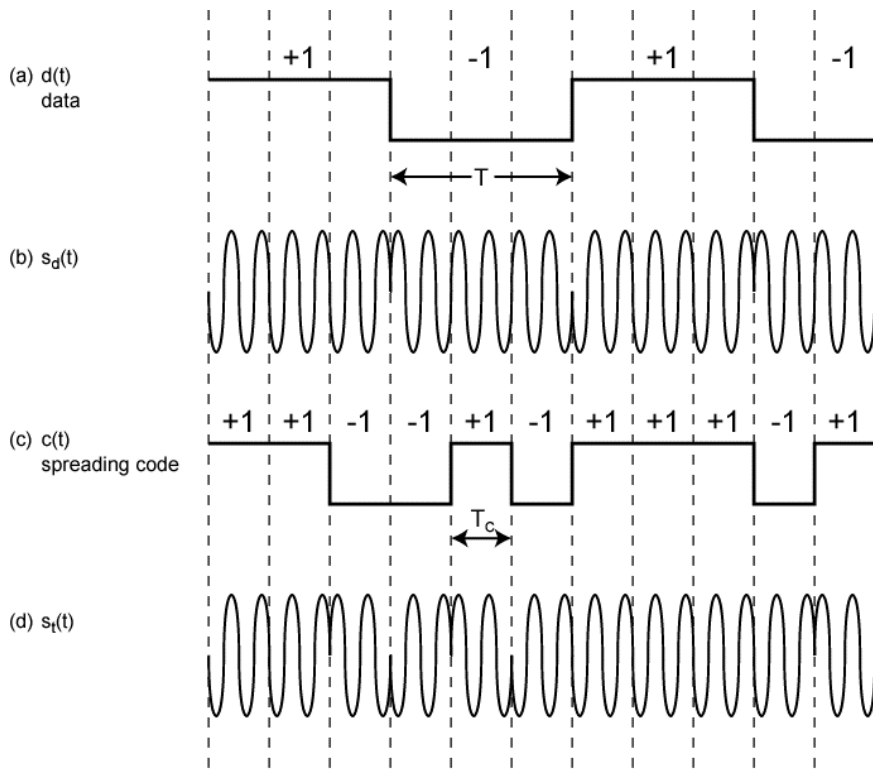 +1 -1 +1 -1
(a) d(t)
data
T
(b) s_d(t)
+1 +1 -1 -1 +1 -1 +1 +1 +1 -1 +1
(c) c(t)
spreading code
T_c
(d) s_t(t)